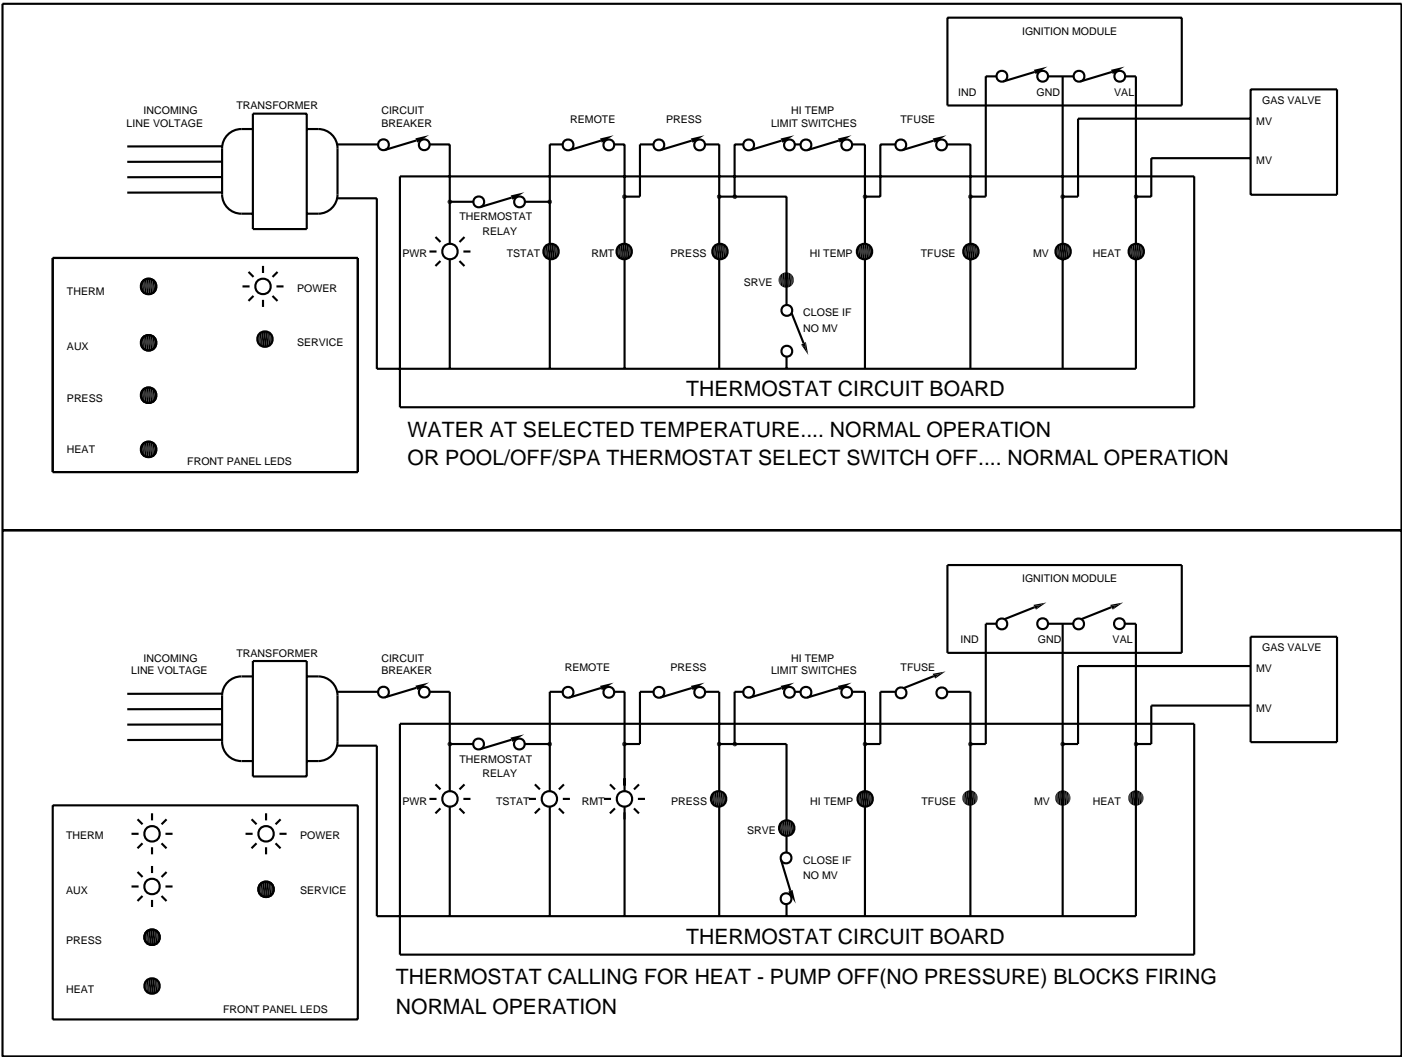 IGNITION MODULE
IND GND VAL
GAS VALVE
MV
MV
INCOMING
LINE VOLTAGE
TRANSFORMER
CIRCUIT
BREAKER
REMOTE
PRESS
HI TEMP
LIMIT SWITCHES
TFUSE
THERMOSTAT
RELAY
PWR
TSTAT
RMT
PRESS
HI TEMP
TFUSE
MV
HEAT
SRVE
CLOSE IF
NO MV
THERMOSTAT CIRCUIT BOARD
THERM
POWER
AUX
SERVICE
PRESS
HEAT
FRONT PANEL LEDS
WATER AT SELECTED TEMPERATURE.... NORMAL OPERATION
OR POOL/OFF/SPA THERMOSTAT SELECT SWITCH OFF.... NORMAL OPERATION
IGNITION MODULE
IND GND VAL
GAS VALVE
MV
MV
INCOMING
LINE VOLTAGE
TRANSFORMER
CIRCUIT
BREAKER
REMOTE
PRESS
HI TEMP
LIMIT SWITCHES
TFUSE
THERMOSTAT
RELAY
PWR
TSTAT
RMT
PRESS
HI TEMP
TFUSE
MV
HEAT
SRVE
CLOSE IF
NO MV
THERMOSTAT CIRCUIT BOARD
THERM
POWER
AUX
SERVICE
PRESS
HEAT
FRONT PANEL LEDS
THERMOSTAT CALLING FOR HEAT - PUMP OFF(NO PRESSURE) BLOCKS FIRING
NORMAL OPERATION